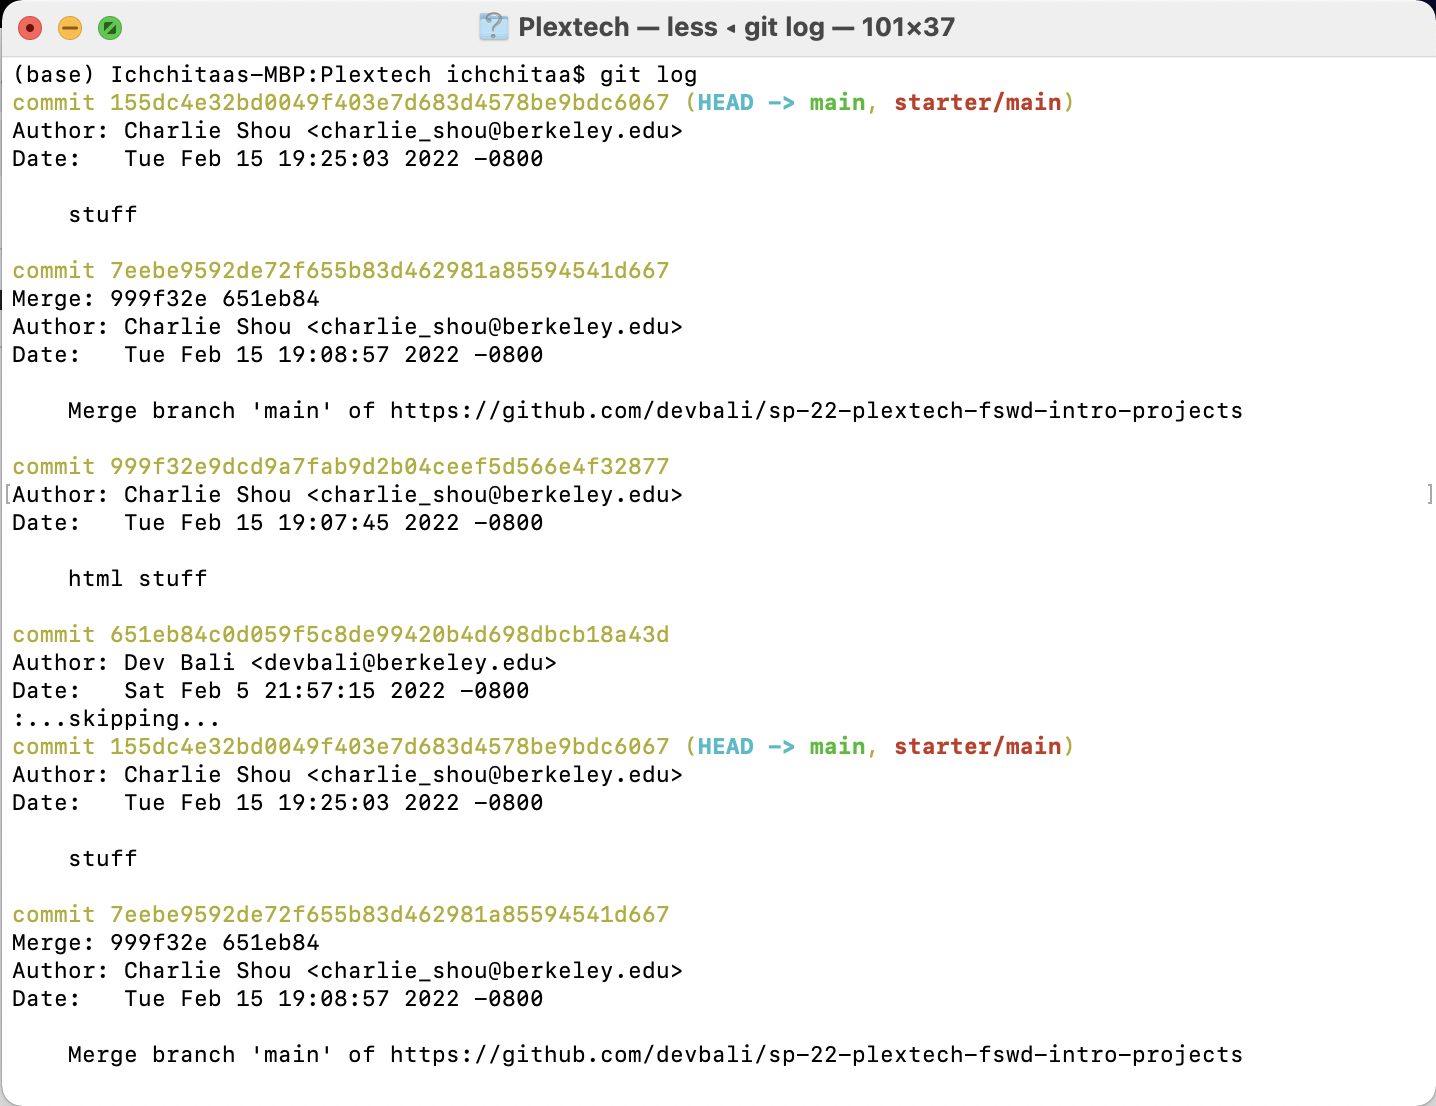 Plextech — less ◂ git log — 101×37
(base) Ichchitaas-MBP:Plextech ichchitaa$ git log
commit 155dc4e32bd0049f403e7d683d4578be9bdc6067 (HEAD -> main, starter/main)
Author: Charlie Shou <charlie_shou@berkeley.edu>
Date:   Tue Feb 15 19:25:03 2022 -0800
    stuff
commit 7eebe9592de72f655b83d462981a85594541d667
Merge: 999f32e 651eb84
Author: Charlie Shou <charlie_shou@berkeley.edu>
Date:   Tue Feb 15 19:08:57 2022 -0800
    Merge branch 'main' of https://github.com/devbali/sp-22-plextech-fswd-intro-projects
commit 999f32e9dcd9a7fab9d2b04ceef5d566e4f32877
[Author: Charlie Shou <charlie_shou@berkeley.edu> ]
Date:   Tue Feb 15 19:07:45 2022 -0800
    html stuff
commit 651eb84c0d059f5c8de99420b4d698dbcb18a43d
Author: Dev Bali <devbali@berkeley.edu>
Date:   Sat Feb 5 21:57:15 2022 -0800
:...skipping...
commit 155dc4e32bd0049f403e7d683d4578be9bdc6067 (HEAD -> main, starter/main)
Author: Charlie Shou <charlie_shou@berkeley.edu>
Date:   Tue Feb 15 19:25:03 2022 -0800
    stuff
commit 7eebe9592de72f655b83d462981a85594541d667
Merge: 999f32e 651eb84
Author: Charlie Shou <charlie_shou@berkeley.edu>
Date:   Tue Feb 15 19:08:57 2022 -0800
    Merge branch 'main' of https://github.com/devbali/sp-22-plextech-fswd-intro-projects